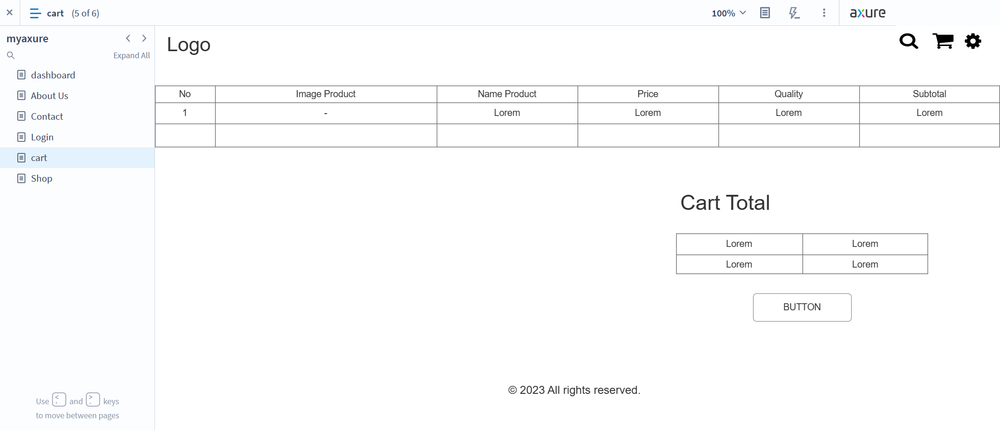 cart (5 of 6)
100%
axure
myaxure
Expand All
dashboard
About Us
Contact
Login
cart
Shop
Use < , and > . keys
to move between pages
Logo
No Image Product Name Product Price Quality Subtotal
1 - Lorem Lorem Lorem Lorem
Cart Total
Lorem Lorem
Lorem Lorem
BUTTON
© 2023 All rights reserved.